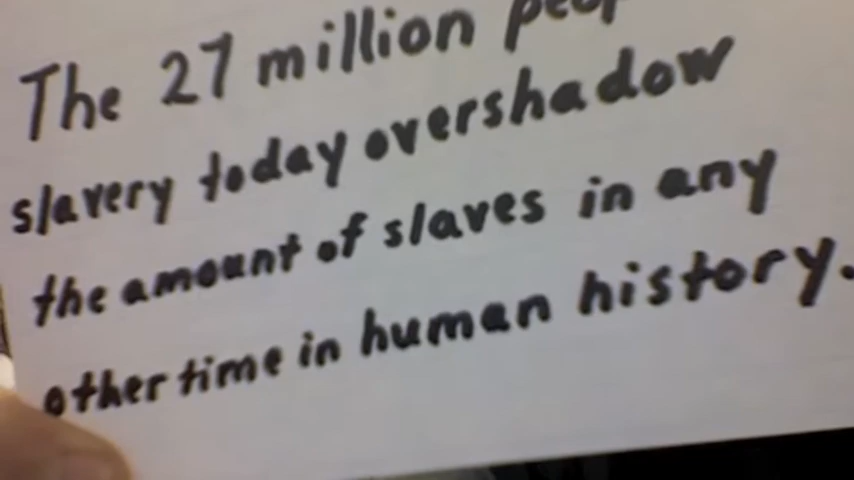 The 27 million
slavery today overshadow
the amount of slaves in any
other time in human history.